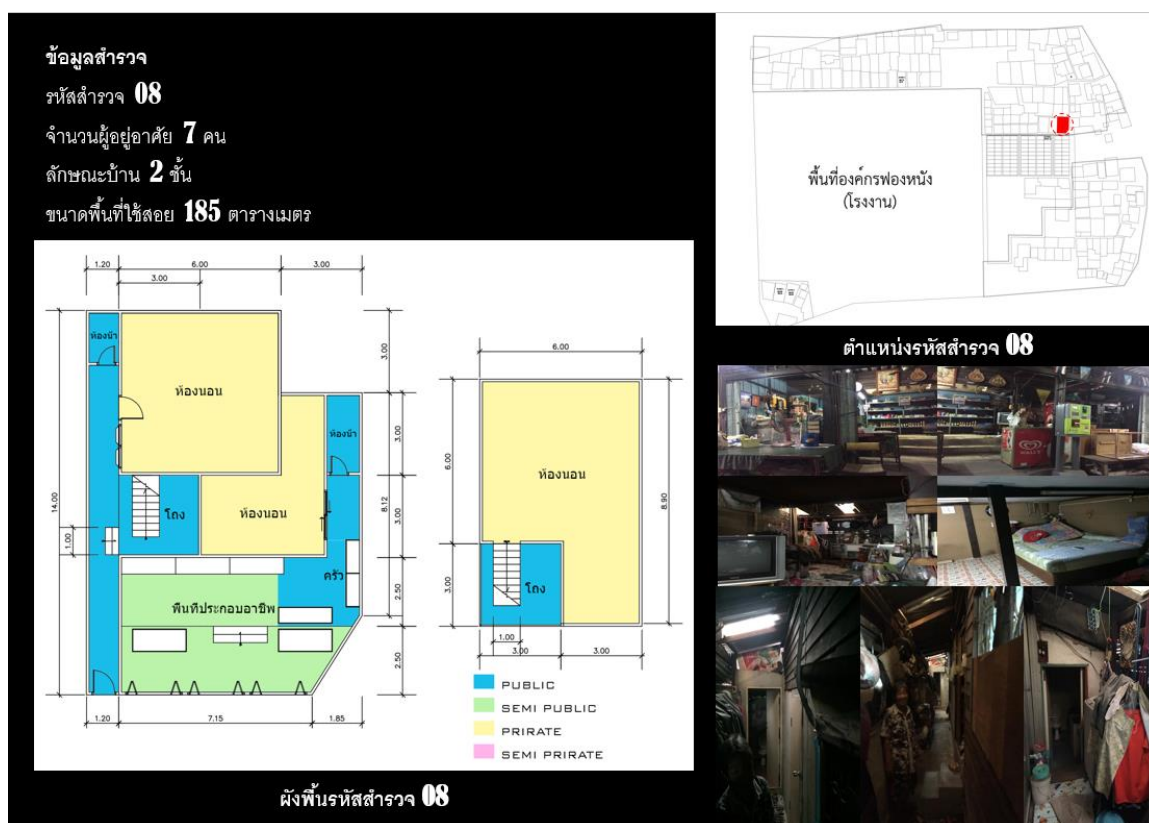 ข้อมูลสำรวจ
รหัสสำรวจ 08
จำนวนผู้อยู่อาศัย 7 คน
ลักษณะบ้าน 2 ชั้น
ขนาดพื้นที่ใช้สอย 185 ตารางเมตร
พื้นที่องค์กรฟองหนัง
(โรงงาน)
ตำแหน่งรหัสสำรวจ 08
1.20
6.00
3.00
3.00
6.00
ห้องน้ำ
ห้องนอน
3.00
ห้องน้ำ
3.00
14.00
6.00
ห้องนอน
8.90
โถง
ห้องนอน
8.12
3.00
1.00
ครัว
พื้นที่ประกอบอาชีพ
2.50
3.00
โถง
2.50
1.00
3.00
3.00
1.20
7.15
1.85
PUBLIC
SEMI PUBLIC
PRIRATE
SEMI PRIRATE
ผังพื้นรหัสสำรวจ 08